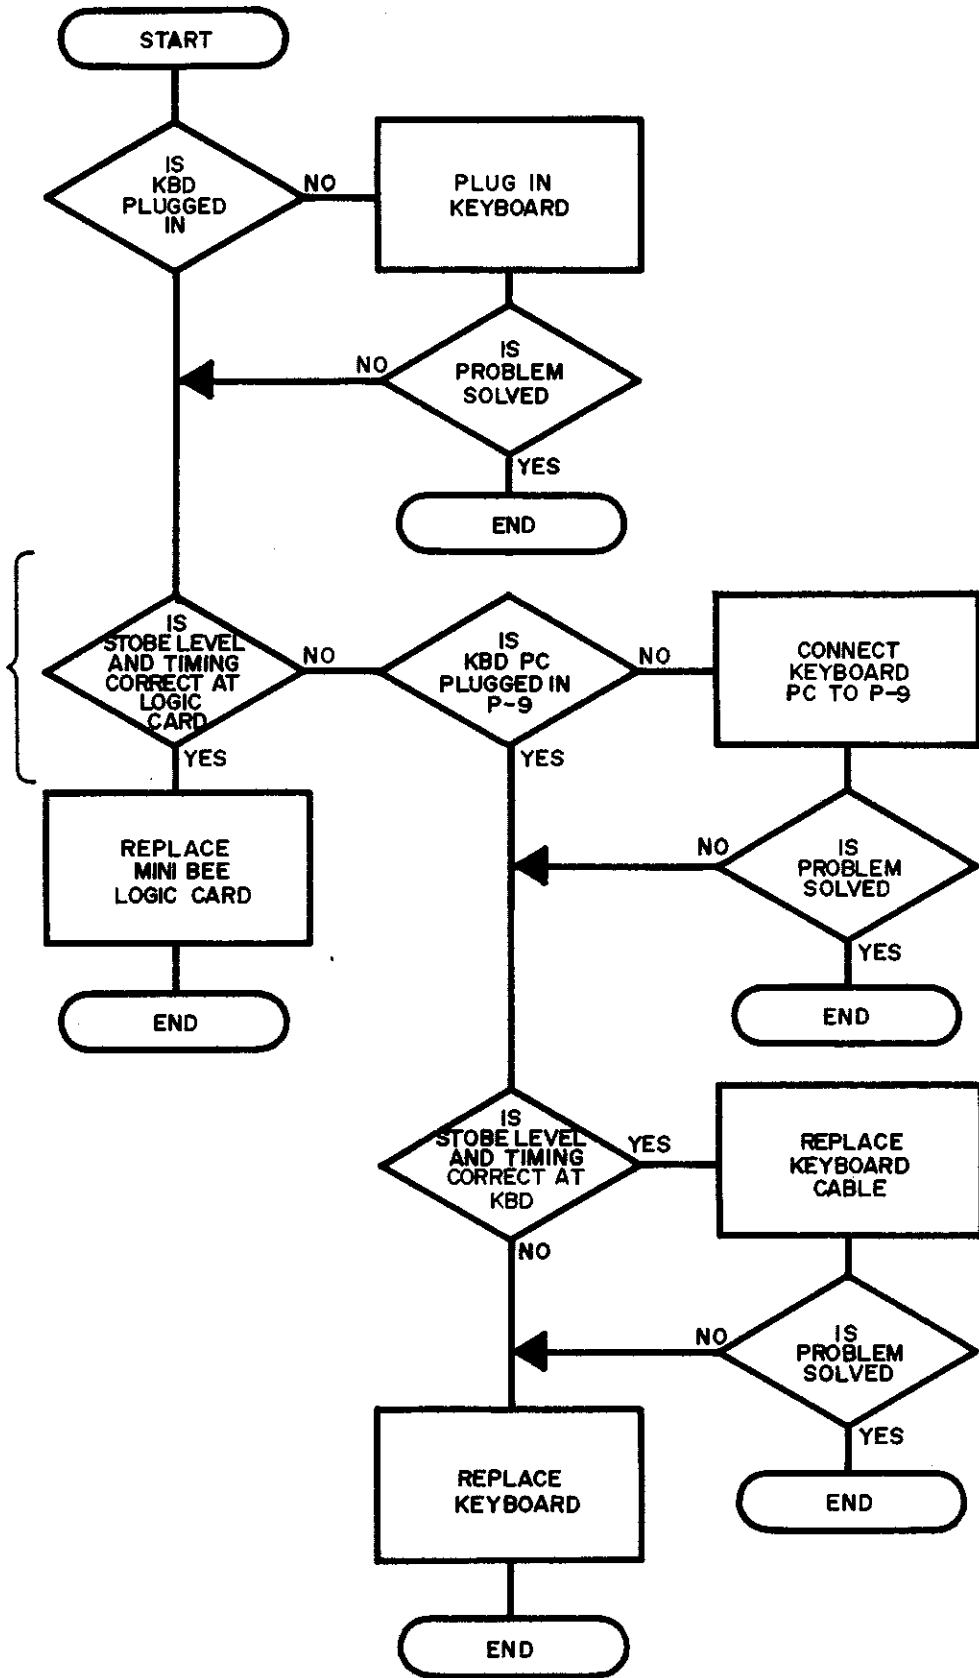 START
IS
KBD
PLUGGED
IN
NO
PLUG IN
KEYBOARD
IS
PROBLEM
SOLVED
NO
YES
END
IS
STOBE LEVEL
AND TIMING
CORRECT AT
LOGIC
CARD
NO
YES
IS
KBD PC
PLUGGED IN
P-9
NO
YES
CONNECT
KEYBOARD
PC TO P-9
REPLACE
MINI BEE
LOGIC CARD
END
IS
PROBLEM
SOLVED
NO
YES
END
IS
STOBE LEVEL
AND TIMING
CORRECT AT
KBD
YES
NO
REPLACE
KEYBOARD
CABLE
IS
PROBLEM
SOLVED
NO
YES
END
REPLACE
KEYBOARD
END